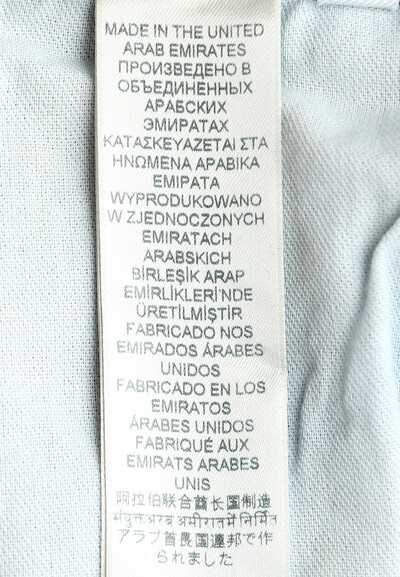 MADE IN THE UNITED
ARAB EMIRATES
ПРОИЗВЕДЕНО В
ОБЪЕДИНЕННЫХ
АРАБСКИХ
ЭМИРАТАХ
ΚΑΤΑΣΚΕΥΑΖΕΤΑΙ ΣΤΑ
ΗΝΩΜΕΝΑ ΑΡΑΒΙΚΑ
ΕΜΙΡΑΤΑ
WYPRODUKOWANO
W ZJEDNOCZONYCH
EMIRATACH
ARABSKICH
BİRLEŞİK ARAP
EMİRLİKLERİ'NDE
ÜRETİLMİŞTİR
FABRICADO NOS
EMIRADOS ÁRABES
UNIDOS
FABRICADO EN LOS
EMIRATOS
ÁRABES UNIDOS
FABRIQUÉ AUX
EMIRATS ARABES
UNIS
阿拉伯联合酋长国制造
संयुक्त अरब अमीरात में निर्मित
アラブ首長国連邦で作
られました